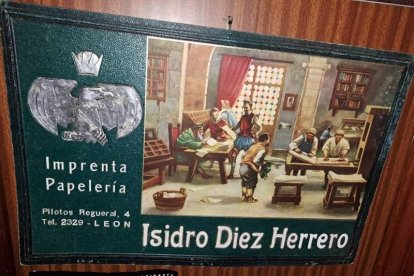 Imprenta
Papelería
Pilotos Regueral, 4
Tel. 2329 - LEON
Isidro Diez Herrero